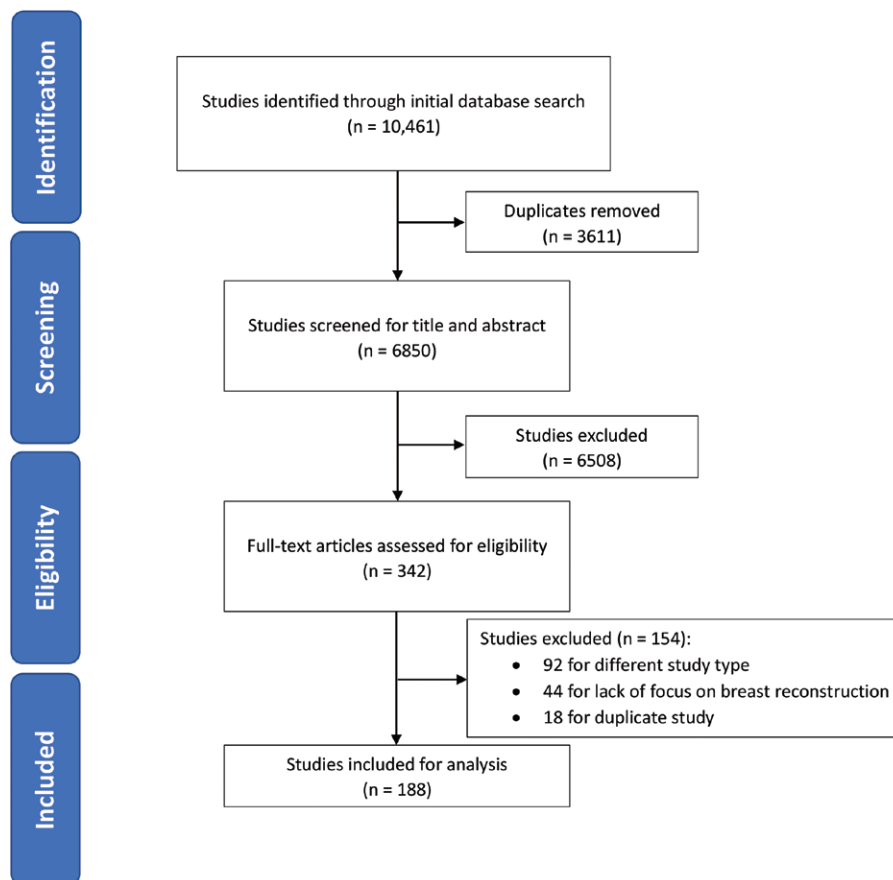 Identification
Studies identified through initial database search
(n = 10,461)
Duplicates removed
(n = 3611)
Screening
Studies screened for title and abstract
(n = 6850)
Studies excluded
(n = 6508)
Eligibility
Full-text articles assessed for eligibility
(n = 342)
Studies excluded (n = 154):
• 92 for different study type
• 44 for lack of focus on breast reconstruction
• 18 for duplicate study
Included
Studies included for analysis
(n = 188)